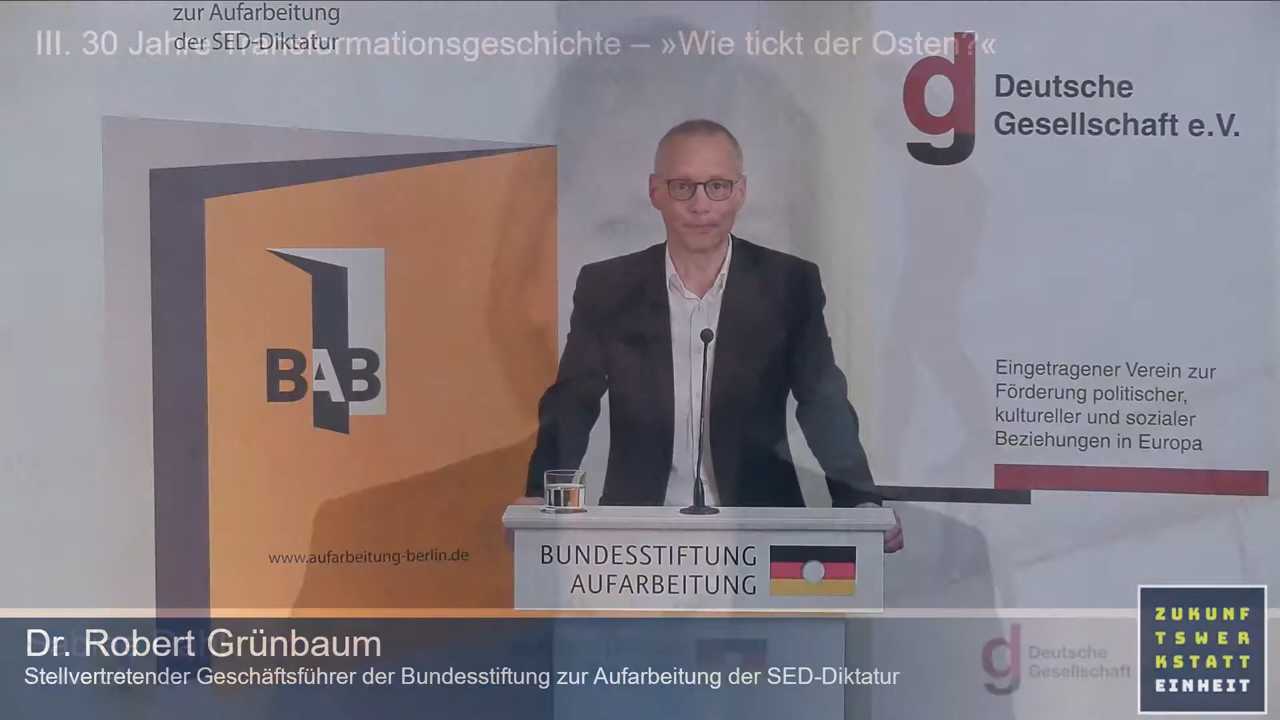 zur Aufarbeitung
der SED-Diktatur
III. 30 Jahre Transformationsgeschichte – »Wie tickt der Osten?«
d
Deutsche
Gesellschaft e.V.
BAB
Eingetragener Verein zur
Förderung politischer,
kultureller und sozialer
Beziehungen in Europa
www.aufarbeitung-berlin.de
BUNDESSTIFTUNG
AUFARBEITUNG
Dr. Robert Grünbaum
Stellvertretender Geschäftsführer der Bundesstiftung zur Aufarbeitung der SED-Diktatur
d
Deutsche
Gesellschaft
ZUKUNF
TSWER
KSTATT
EINHEIT